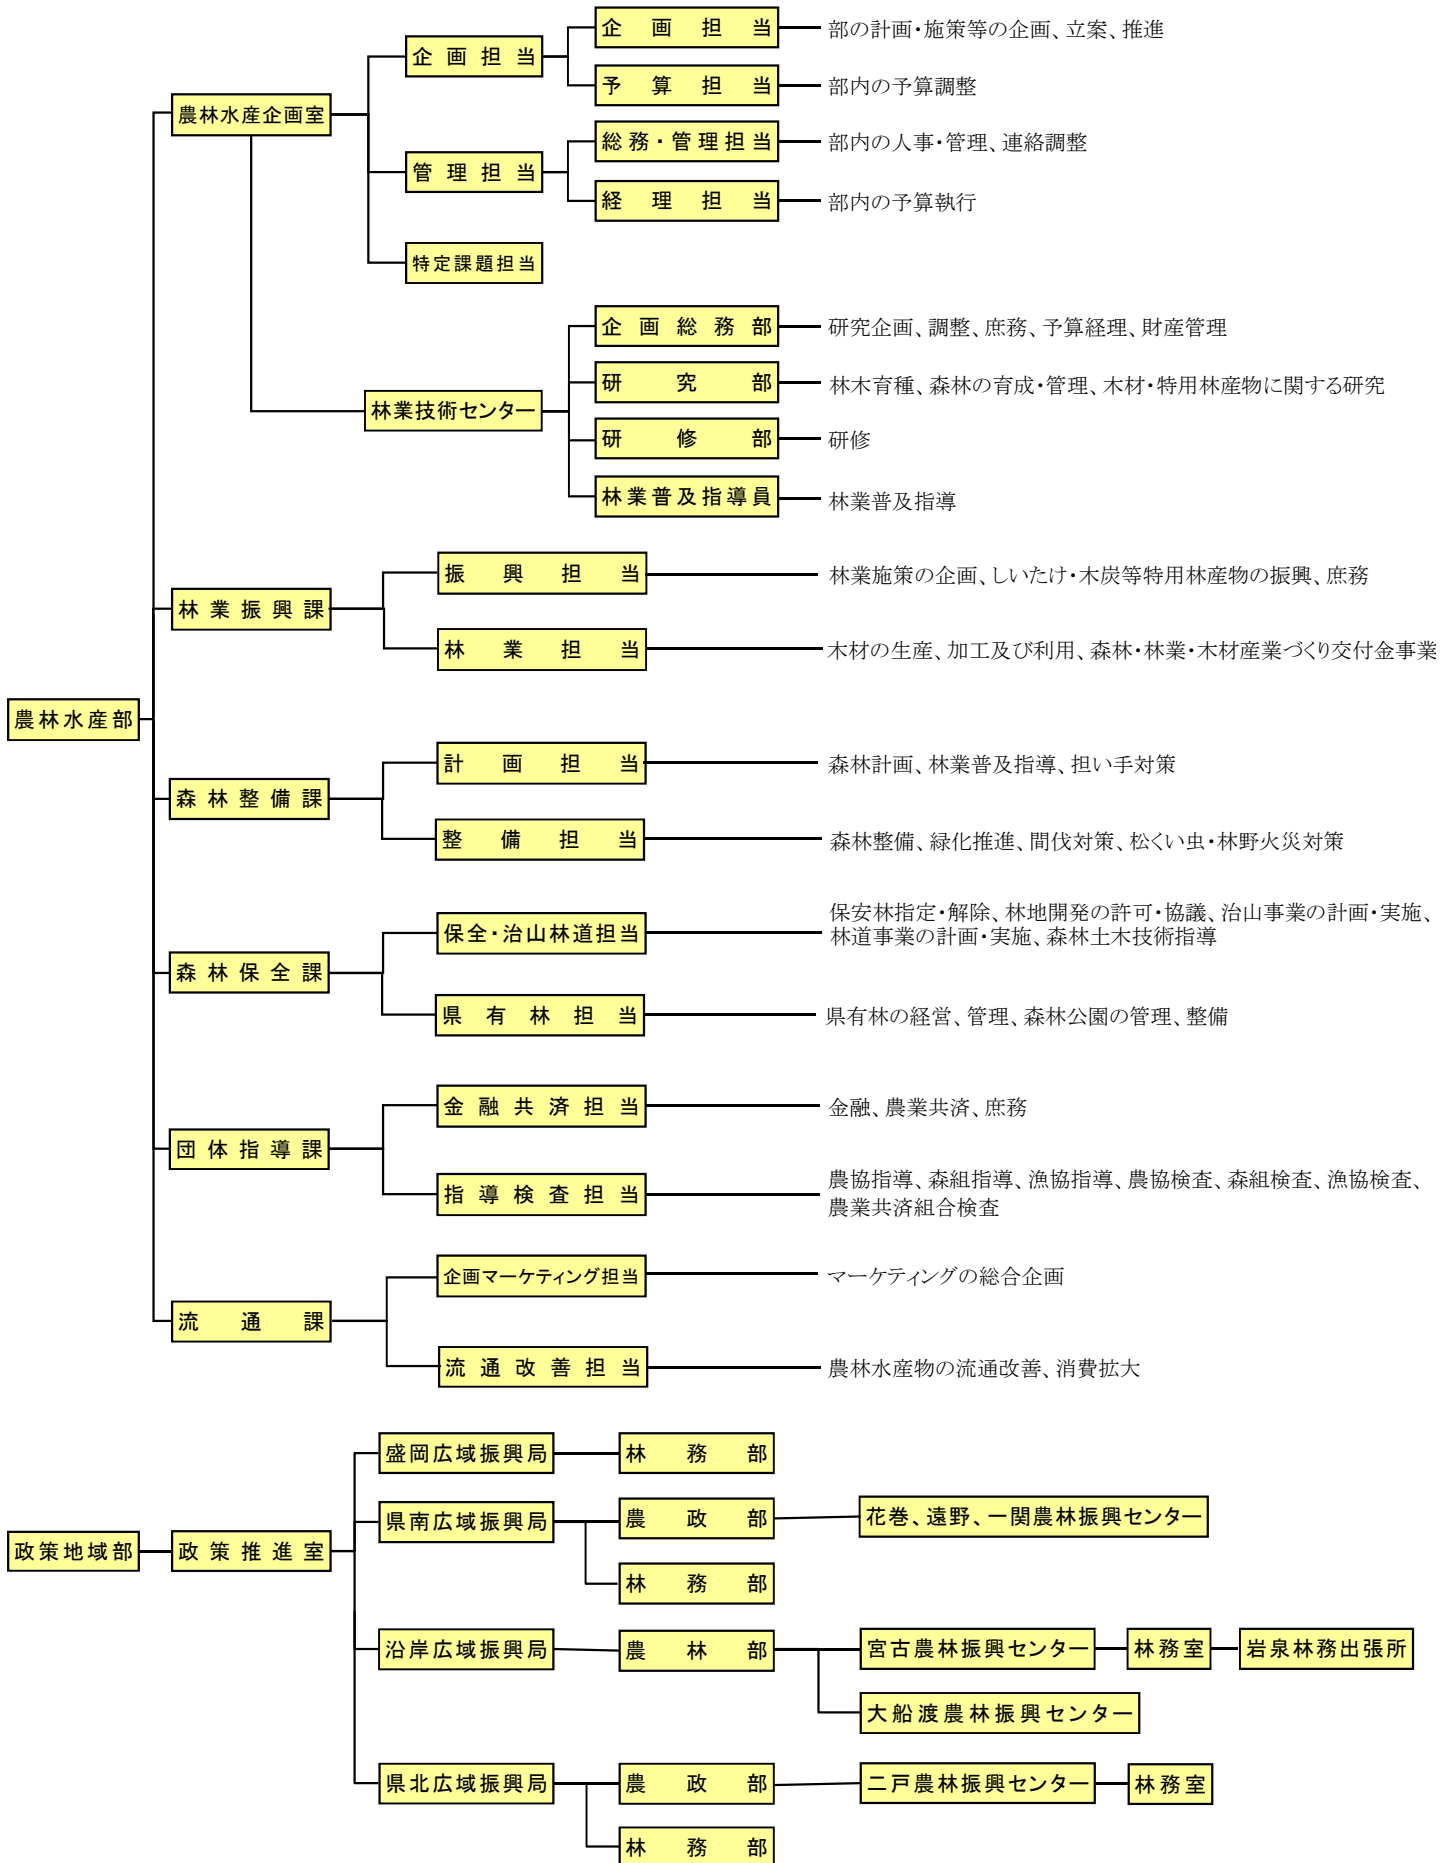 農林水産部
農林水産企画室
企画担当
企画担当
部の計画・施策等の企画、立案、推進
予算担当
部内の予算調整
管理担当
総務・管理担当
部内の人事・管理、連絡調整
経理担当
部内の予算執行
特定課題担当
林業技術センター
企画総務部
研究企画、調整、庶務、予算経理、財産管理
研究部
林木育種、森林の育成・管理、木材・特用林産物に関する研究
研修部
研修
林業普及指導員
林業普及指導
林業振興課
振興担当
林業施策の企画、しいたけ・木炭等特用林産物の振興、庶務
林業担当
木材の生産、加工及び利用、森林・林業・木材産業づくり交付金事業
森林整備課
計画担当
森林計画、林業普及指導、担い手対策
整備担当
森林整備、緑化推進、間伐対策、松くい虫・林野火災対策
森林保全課
保全・治山林道担当
保安林指定・解除、林地開発の許可・協議、治山事業の計画・実施、
林道事業の計画・実施、森林土木技術指導
県有林担当
県有林の経営、管理、森林公園の管理、整備
団体指導課
金融共済担当
金融、農業共済、庶務
指導検査担当
農協指導、森組指導、漁協指導、農協検査、森組検査、漁協検査、
農業共済組合検査
流通課
企画マーケティング担当
マーケティングの総合企画
流通改善担当
農林水産物の流通改善、消費拡大
政策地域部
政策推進室
盛岡広域振興局
林務部
県南広域振興局
農政部
花巻、遠野、一関農林振興センター
林務部
沿岸広域振興局
農林部
宮古農林振興センター
林務室
岩泉林務出張所
大船渡農林振興センター
県北広域振興局
農政部
二戸農林振興センター
林務室
林務部